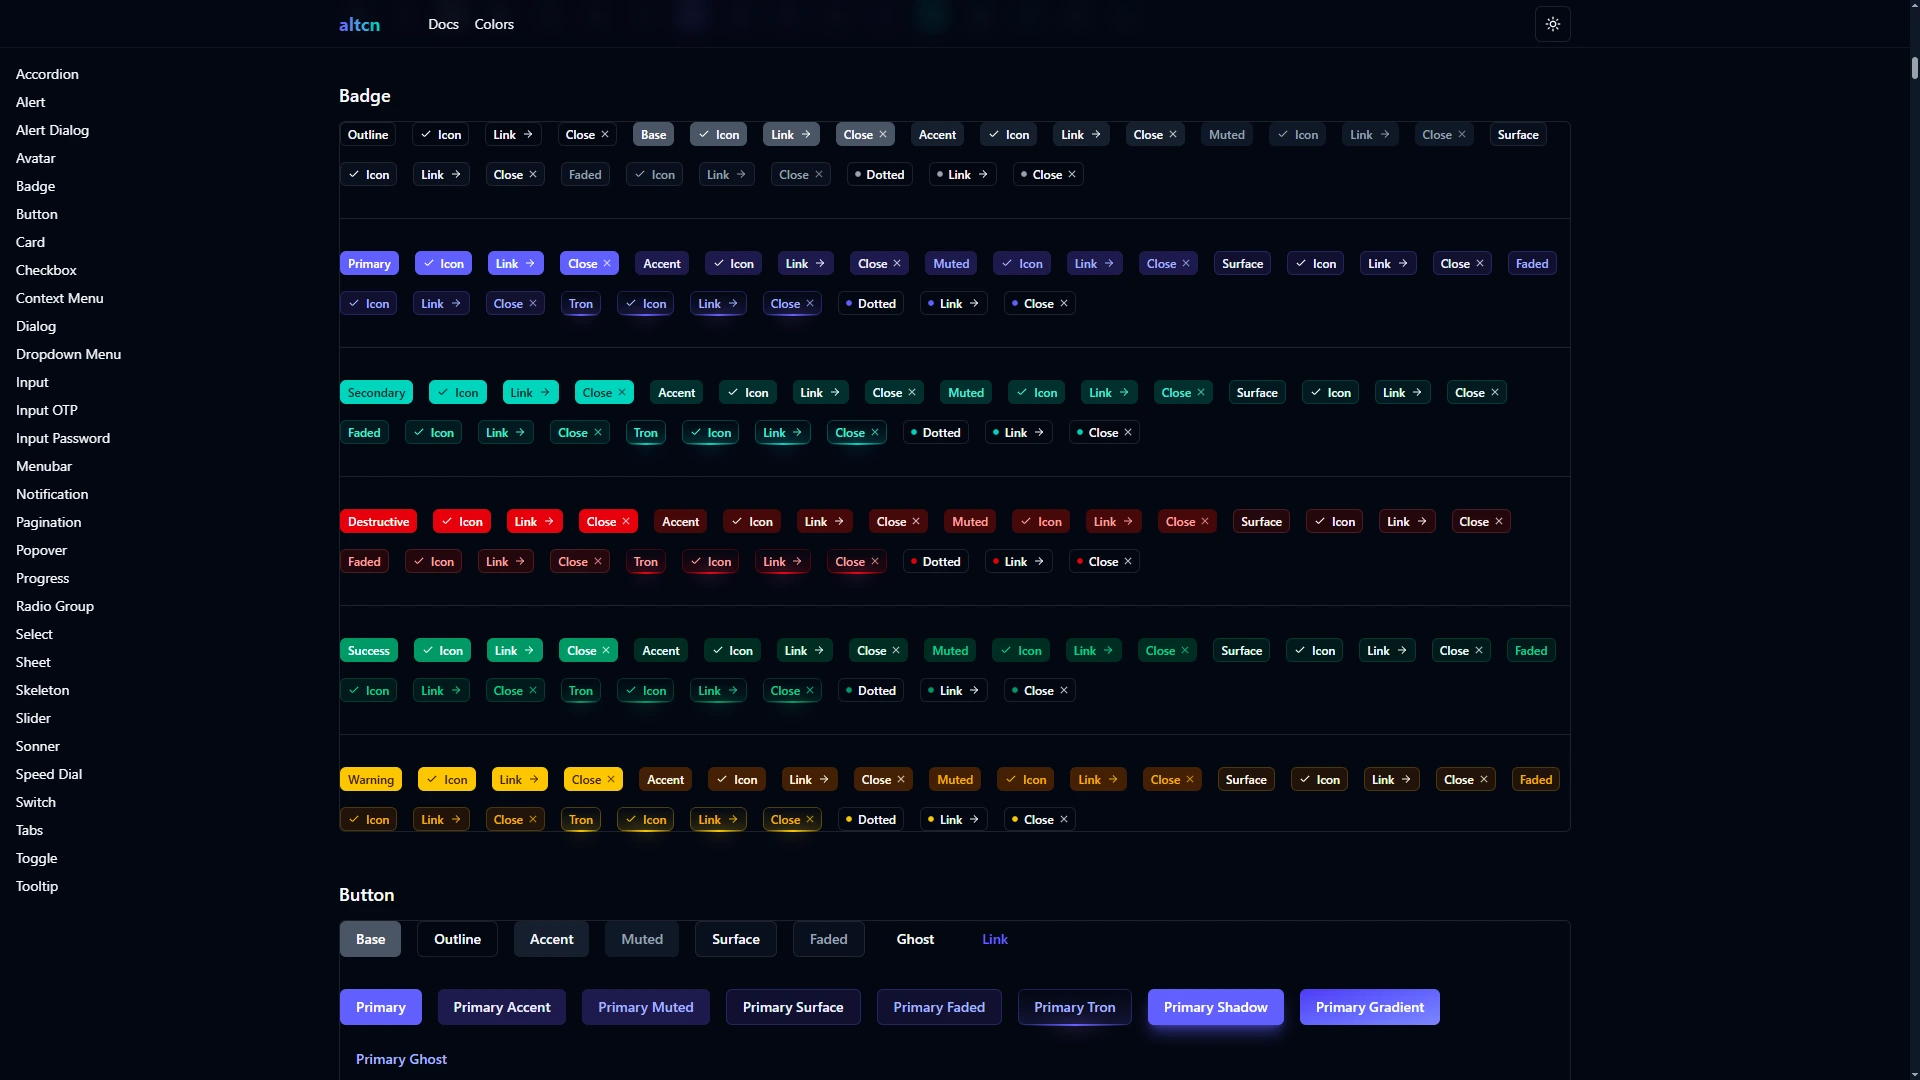 altcn Docs Colors
Accordion
Alert
Alert Dialog
Avatar
Badge
Button
Card
Checkbox
Context Menu
Dialog
Dropdown Menu
Input
Input OTP
Input Password
Menubar
Notification
Pagination
Popover
Progress
Radio Group
Select
Sheet
Skeleton
Slider
Sonner
Speed Dial
Switch
Tabs
Toggle
Tooltip
Badge
Outline Icon Link Close Base Icon Link Close Accent Icon Link Close Muted Icon Link Close Surface
Icon Link Close Faded Icon Link Close Dotted Link Close
Primary Icon Link Close Accent Icon Link Close Muted Icon Link Close Surface Icon Link Close Faded
Icon Link Close Tron Icon Link Close Dotted Link Close
Secondary Icon Link Close Accent Icon Link Close Muted Icon Link Close Surface Icon Link Close
Faded Icon Link Close Tron Icon Link Close Dotted Link Close
Destructive Icon Link Close Accent Icon Link Close Muted Icon Link Close Surface Icon Link Close
Faded Icon Link Close Tron Icon Link Close Dotted Link Close
Success Icon Link Close Accent Icon Link Close Muted Icon Link Close Surface Icon Link Close Faded
Icon Link Close Tron Icon Link Close Dotted Link Close
Warning Icon Link Close Accent Icon Link Close Muted Icon Link Close Surface Icon Link Close Faded
Icon Link Close Tron Icon Link Close Dotted Link Close
Button
Base Outline Accent Muted Surface Faded Ghost Link
Primary Primary Accent Primary Muted Primary Surface Primary Faded Primary Tron Primary Shadow Primary Gradient
Primary Ghost